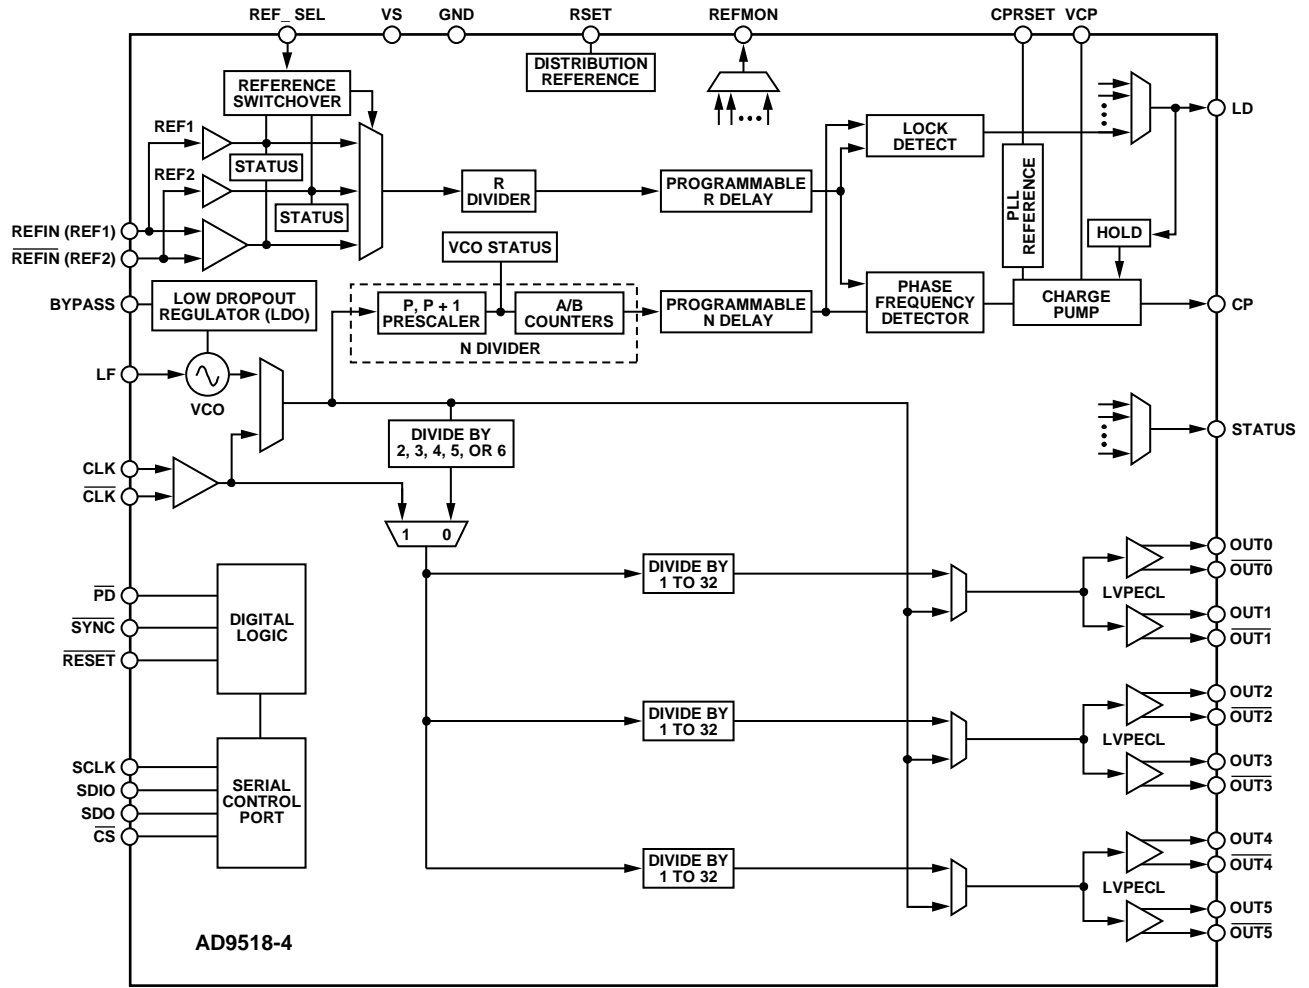 REF_ SEL
VS
GND
RSET
REFMON
CPRSET
VCP
DISTRIBUTION
REFERENCE
REFERENCE
SWITCHOVER
REF1
STATUS
REF2
STATUS
R
DIVIDER
PROGRAMMABLE
R DELAY
LOCK
DETECT
PLL
REFERENCE
LD
HOLD
REFIN (REF1)
REFIN (REF2)
BYPASS
LOW DROPOUT
REGULATOR (LDO)
VCO STATUS
P, P + 1
PRESCALER
A/B
COUNTERS
N DIVIDER
PROGRAMMABLE
N DELAY
PHASE
FREQUENCY
DETECTOR
CHARGE
PUMP
CP
LF
VCO
STATUS
DIVIDE BY
2, 3, 4, 5, OR 6
CLK
CLK
1 0
DIVIDE BY
1 TO 32
LVPECL
OUT0
OUT0
OUT1
OUT1
PD
SYNC
RESET
DIGITAL
LOGIC
DIVIDE BY
1 TO 32
LVPECL
OUT2
OUT2
OUT3
OUT3
SCLK
SDIO
SDO
CS
SERIAL
CONTROL
PORT
DIVIDE BY
1 TO 32
LVPECL
OUT4
OUT4
OUT5
OUT5
AD9518-4